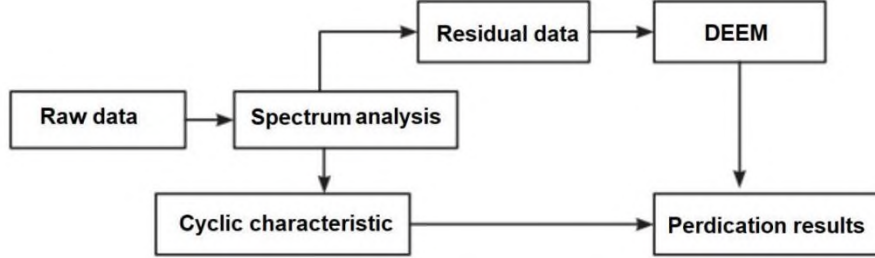 Residual data
DEEM
Raw data
Spectrum analysis
Cyclic characteristic
Perdication results